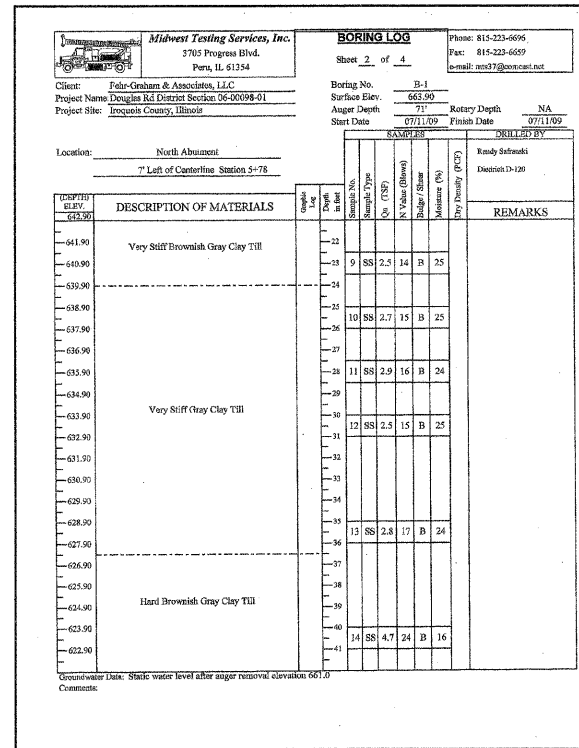 Midwest Testing Services, Inc.
3705 Progress Blvd.
Peru, IL 61354
BORING LOG
Sheet 2 of 4
Phone: 815-223-6696
Fax: 815-223-6659
e-mail: mts37@comcast.net
Client: Fehr-Graham & Associates, LLC
Project Name: Douglas Rd District Section 06-00098-01
Project Site: Iroquois County, Illinois
Boring No. B-1
Surface Elev. 663.90
Auger Depth 71' Rotary Depth NA
Start Date 07/11/09 Finish Date 07/11/09
SAMPLES DRILLED BY
Location: North Abutment
7' Left of Centerline Station 5+78
Randy Safranski
Diedrich D-120
(DEPTH) ELEV. DESCRIPTION OF MATERIALS Graphic Log Depth in feet Sample No. Sample Type Qu (TSF) N Value (Blows) Bulge / Shear Moisture (%) Dry Density (PCF) REMARKS
642.90
641.90 22
Very Stiff Brownish Gray Clay Till
640.90 23 9 SS 2.5 14 B 25
639.90 24
638.90 25
10 SS 2.7 15 B 25
637.90 26
636.90 27
635.90 28 11 SS 2.9 16 B 24
634.90 29
Very Stiff Gray Clay Till
633.90 30
12 SS 2.5 15 B 25
632.90 31
631.90 32
630.90 33
629.90 34
628.90 35
13 SS 2.8 17 B 24
627.90 36
626.90 37
625.90 38
Hard Brownish Gray Clay Till
624.90 39
623.90 40
14 SS 4.7 24 B 16
622.90 41
Groundwater Data: Static water level after auger removal elevation 661.0
Comments: